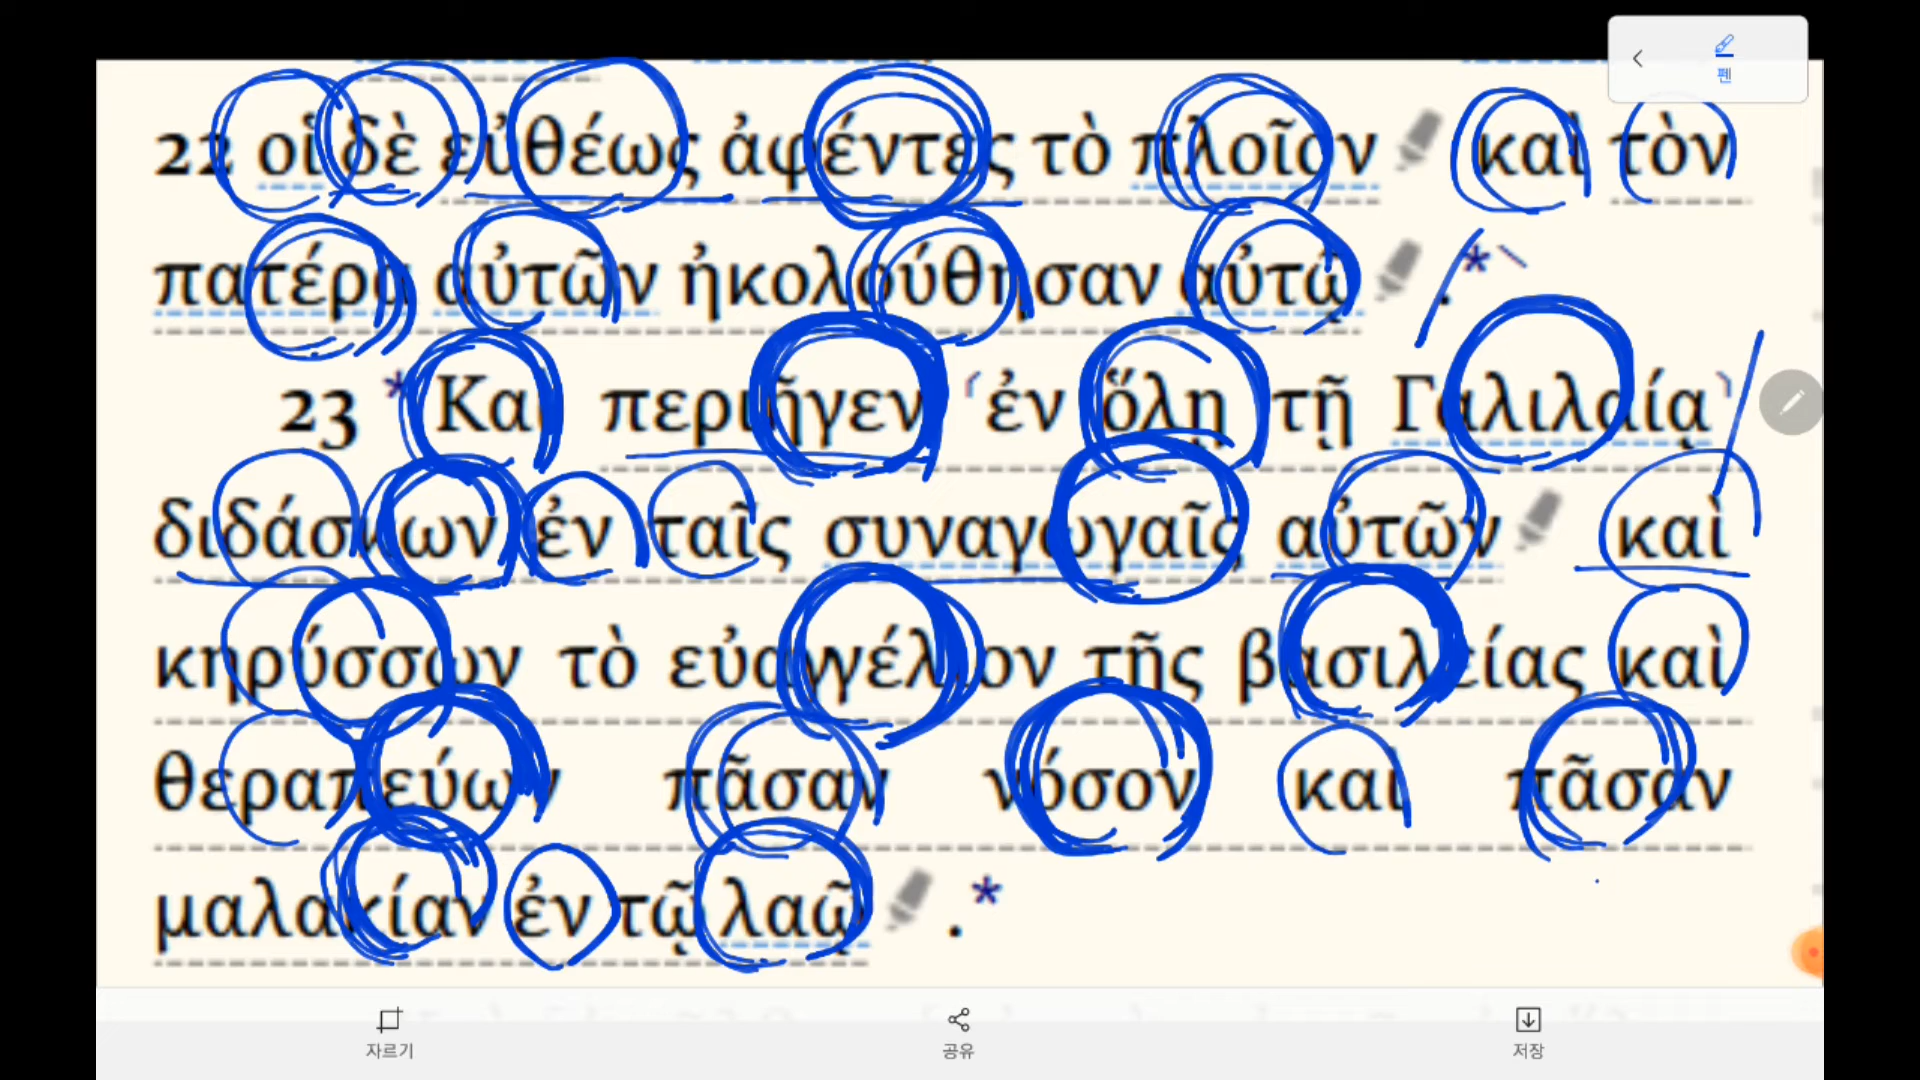 펜
22 οἱ δὲ εὐθέως ἀφέντες τὸ πλοῖον καὶ τὸν
πατέρα αὐτῶν ἠκολούθησαν αὐτῷ .*⸌
23 *Καὶ περιῆγεν ⸂ἐν ὅλῃ τῇ Γαλιλαίᾳ⸃
διδάσκων ἐν ταῖς συναγωγαῖς αὐτῶν καὶ
κηρύσσων τὸ εὐαγγέλιον τῆς βασιλείας καὶ
θεραπεύων πᾶσαν νόσον καὶ πᾶσαν
μαλακίαν ἐν τῷ λαῷ .*
자르기 공유 저장